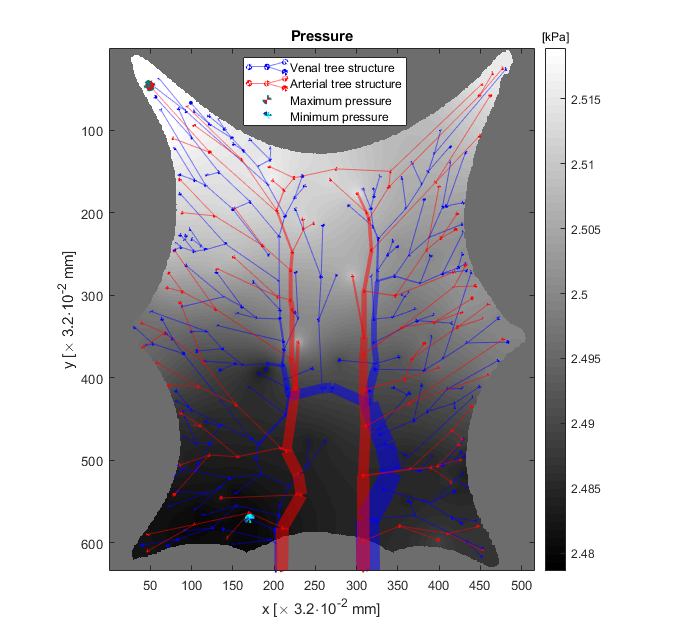 Pressure
[kPa]
Venal tree structure
Arterial tree structure
Maximum pressure
Minimum pressure
100
200
300
400
500
600
y [× 3.2·10⁻² mm]
50 100 150 200 250 300 350 400 450 500
x [× 3.2·10⁻² mm]
2.515
2.51
2.505
2.5
2.495
2.49
2.485
2.48